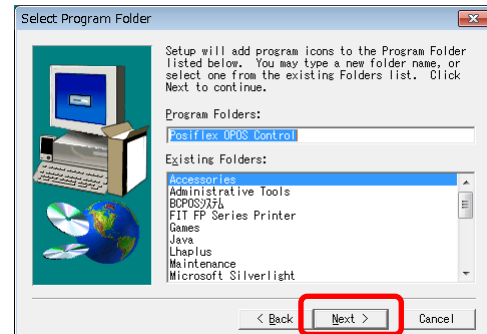 Select Program Folder
Setup will add program icons to the Program Folder
listed below.  You may type a new folder name, or
select one from the existing Folders list.  Click
Next to continue.
Program Folders:
Posiflex OPOS Control
Existing Folders:
Accessories
Administrative Tools
BCPOSｼｽﾃﾑ
FIT FP Series Printer
Games
Java
Lhaplus
Maintenance
Microsoft Silverlight
< Back
Next >
Cancel